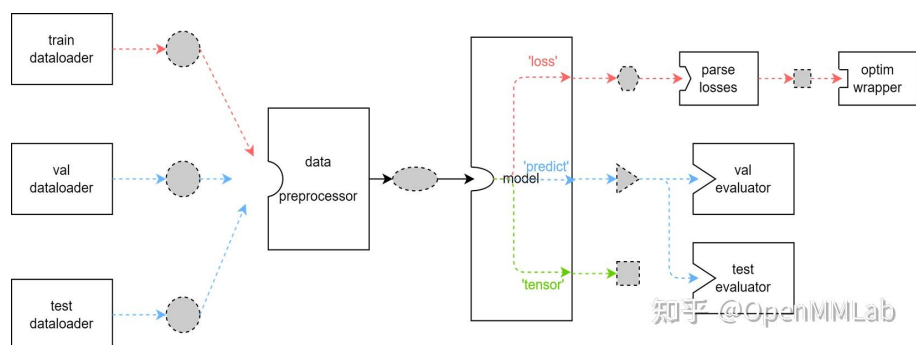 train
dataloader
val
dataloader
test
dataloader
data
preprocessor
model
'loss'
'predict'
'tensor'
parse
losses
optim
wrapper
val
evaluator
test
evaluator
知乎 @OpenMMLab